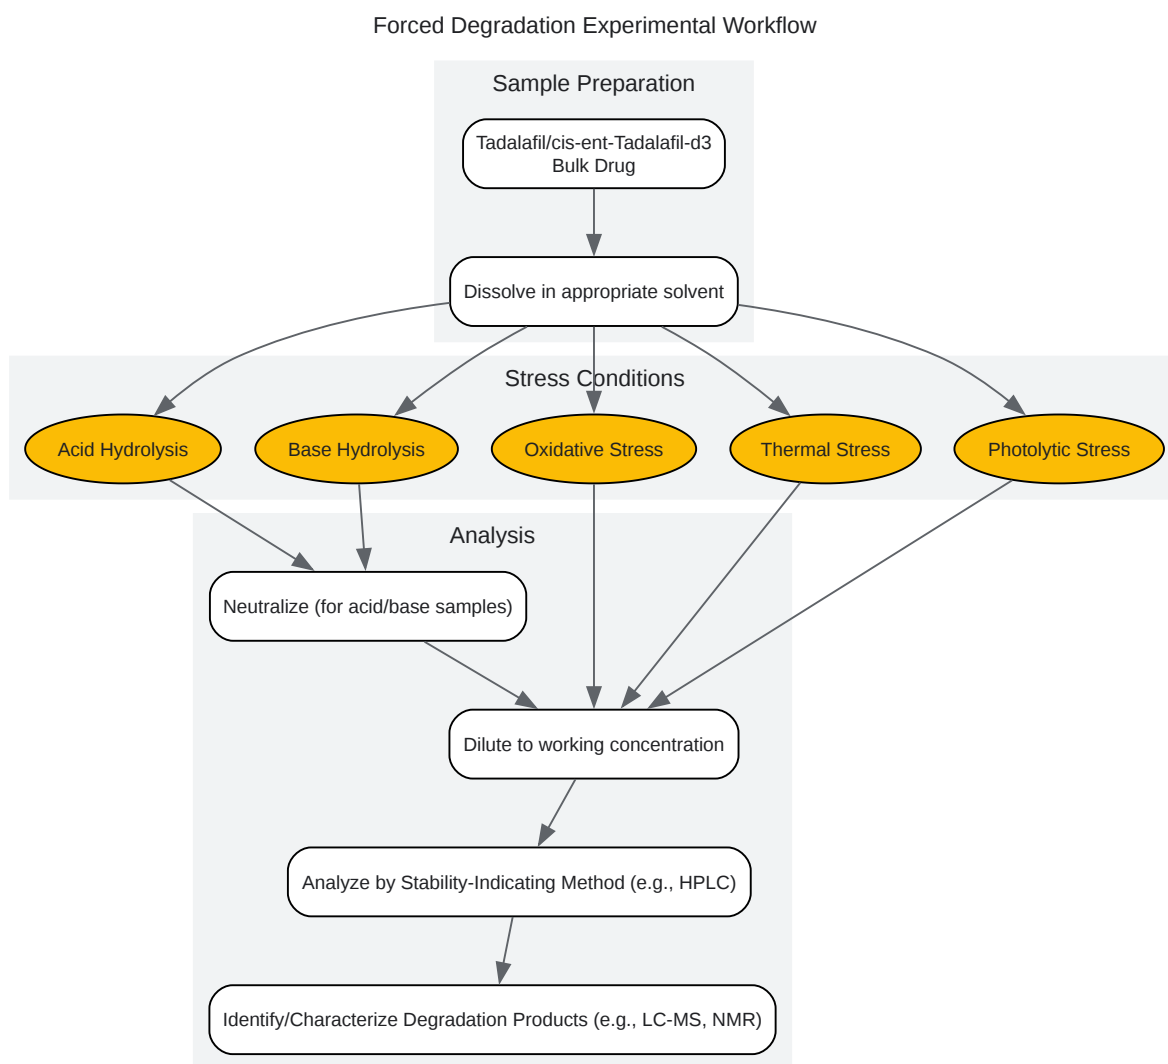 Forced Degradation Experimental Workflow
Sample Preparation
Tadalafil/cis-ent-Tadalafil-d3
Bulk Drug
Dissolve in appropriate solvent
Stress Conditions
Acid Hydrolysis
Base Hydrolysis
Oxidative Stress
Thermal Stress
Photolytic Stress
Analysis
Neutralize (for acid/base samples)
Dilute to working concentration
Analyze by Stability-Indicating Method (e.g., HPLC)
Identify/Characterize Degradation Products (e.g., LC-MS, NMR)